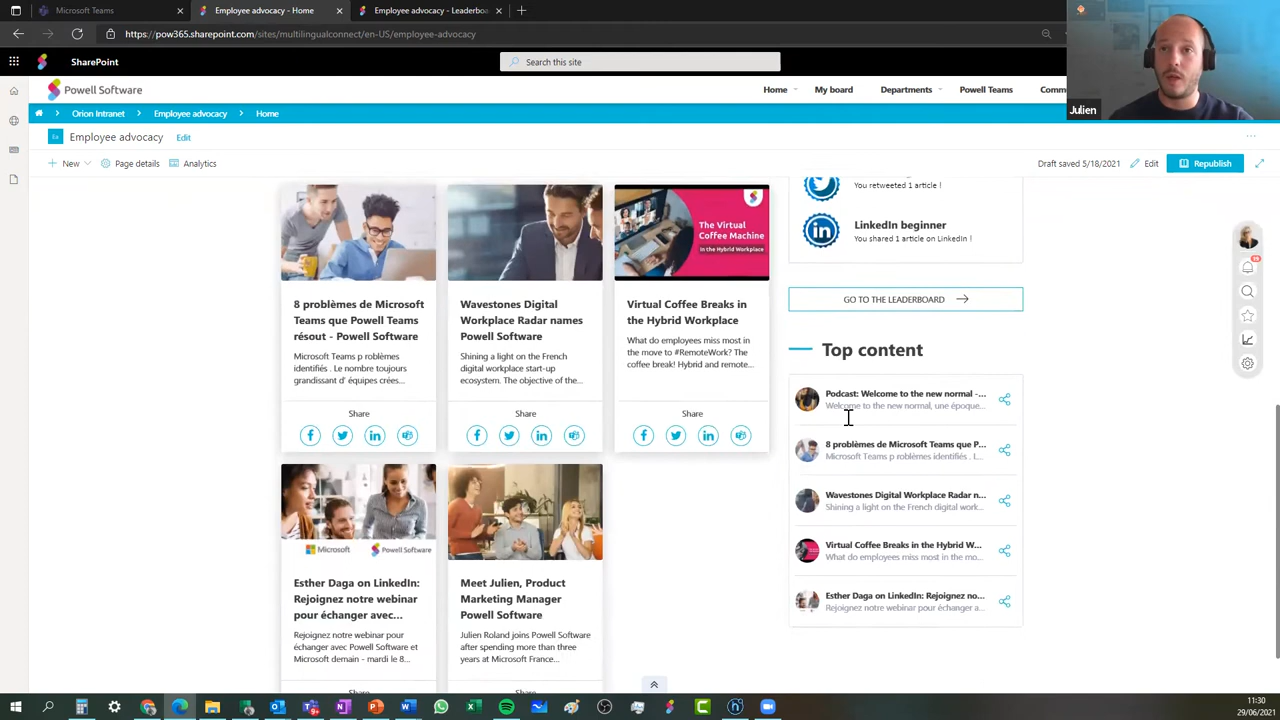 Microsoft Teams
Employee advocacy - Home
Employee advocacy - Leaderboa
https://pow365.sharepoint.com/sites/multilingualconnect/en-US/employee-advocacy
SharePoint
Search this site
Powell Software
Home
My board
Departments
Powell Teams
Comm
Julien
Orion Intranet
Employee advocacy
Home
Ea
Employee advocacy
Edit
New
Page details
Analytics
Draft saved 5/18/2021
Edit
Republish
You retweeted 1 article !
LinkedIn beginner
You shared 1 article on LinkedIn !
GO TO THE LEADERBOARD
Top content
Podcast: Welcome to the new normal -...
Welcome to the new normal, une époque...
8 problèmes de Microsoft Teams que P...
Microsoft Teams p roblèmes identifiés . L...
Wavestones Digital Workplace Radar n...
Shining a light on the French digital work...
Virtual Coffee Breaks in the Hybrid W...
What do employees miss most in the mo...
Esther Daga on LinkedIn: Rejoignez no...
Rejoignez notre webinar pour échanger a...
8 problèmes de Microsoft
Teams que Powell Teams
résout - Powell Software
Microsoft Teams p roblèmes
identifiés . Le nombre toujours
grandissant d' équipes crées...
Share
Wavestones Digital
Workplace Radar names
Powell Software
Shining a light on the French
digital workplace start-up
ecosystem. The objective of the...
Share
The Virtual
Coffee Machine
in the Hybrid Workplace
Virtual Coffee Breaks in
the Hybrid Workplace
What do employees miss most in
the move to #RemoteWork? The
coffee break! Hybrid and remote...
Share
Microsoft
Powell Software
Esther Daga on LinkedIn:
Rejoignez notre webinar
pour échanger avec...
Rejoignez notre webinar pour
échanger avec Powell Software et
Microsoft demain - mardi le 8...
Share
Meet Julien, Product
Marketing Manager
Powell Software
Julien Roland joins Powell Software
after spending more than three
years at Microsoft France...
Share
11:30
29/06/2021